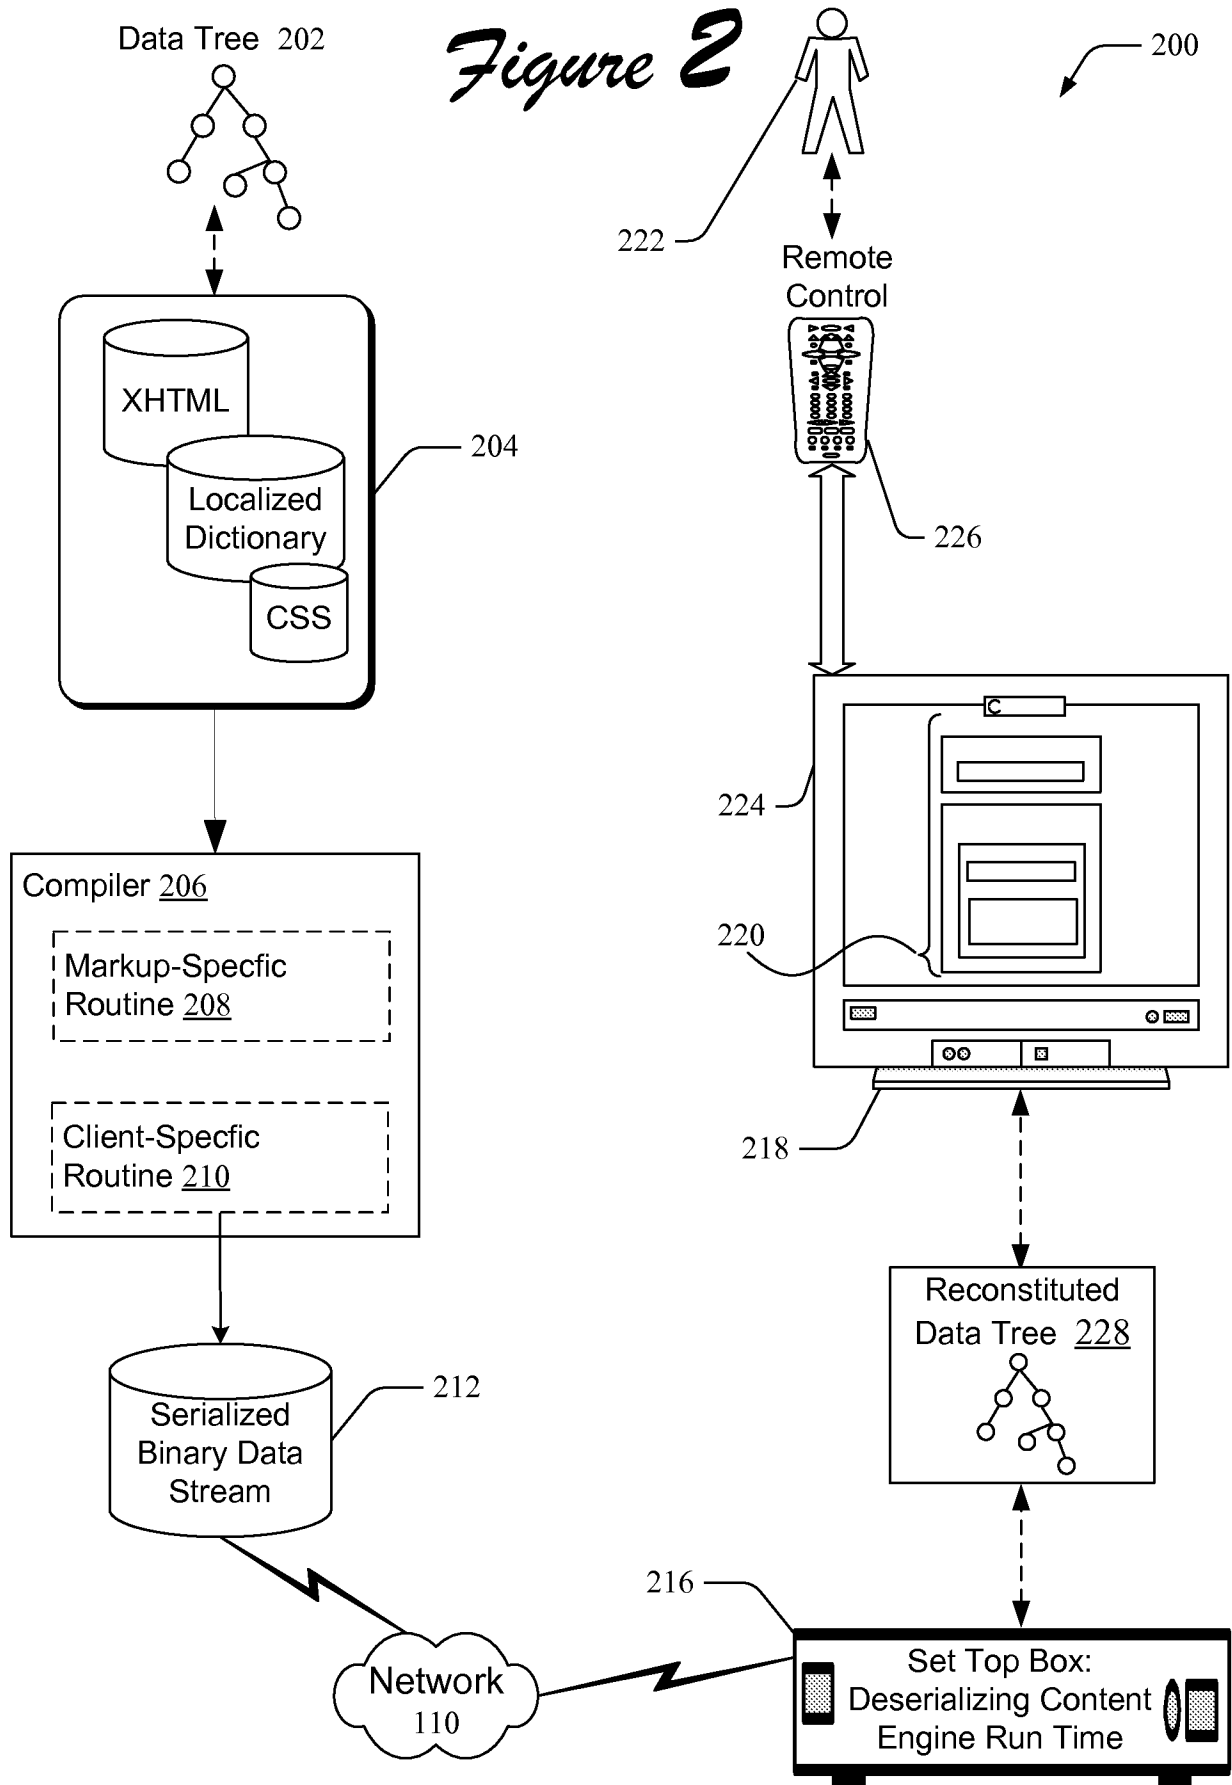 Figure 2
200
Data Tree 202
XHTML
Localized
Dictionary
CSS
204
Compiler 206
Markup-Specfic
Routine 208
Client-Specfic
Routine 210
Serialized
Binary Data
Stream
212
Network
110
222
Remote
Control
226
224
220
218
Reconstituted
Data Tree 228
216
Set Top Box:
Deserializing Content
Engine Run Time